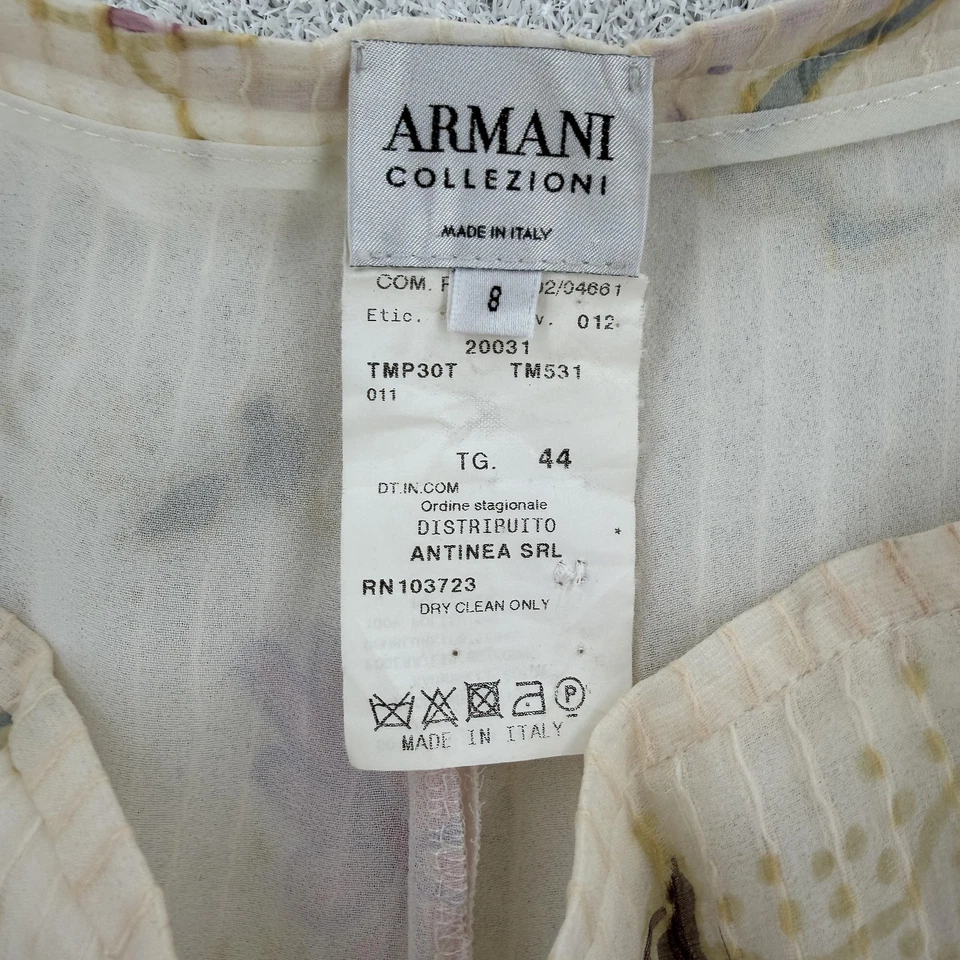 ARMANI
COLLEZIONI
MADE IN ITALY
8
COM. 02/04661
Etic. v. 012
20031
TMP30T TM531
011
TG. 44
DT.IN.COM
Ordine stagionale
DISTRIBUITO
ANTINEA SRL
RN103723
DRY CLEAN ONLY
P
MADE IN ITALY